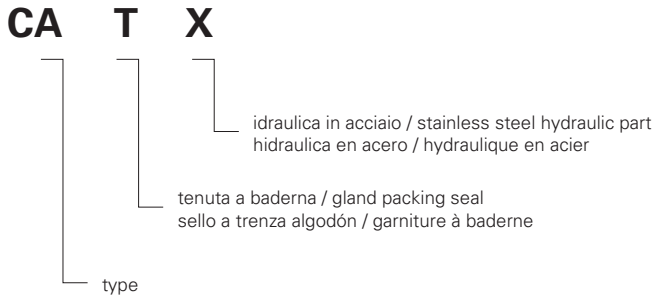 CA T X
idraulica in acciaio / stainless steel hydraulic part
hidraulica en acero / hydraulique en acier
tenuta a baderna / gland packing seal
sello a trenza algodón / garniture à baderne
type